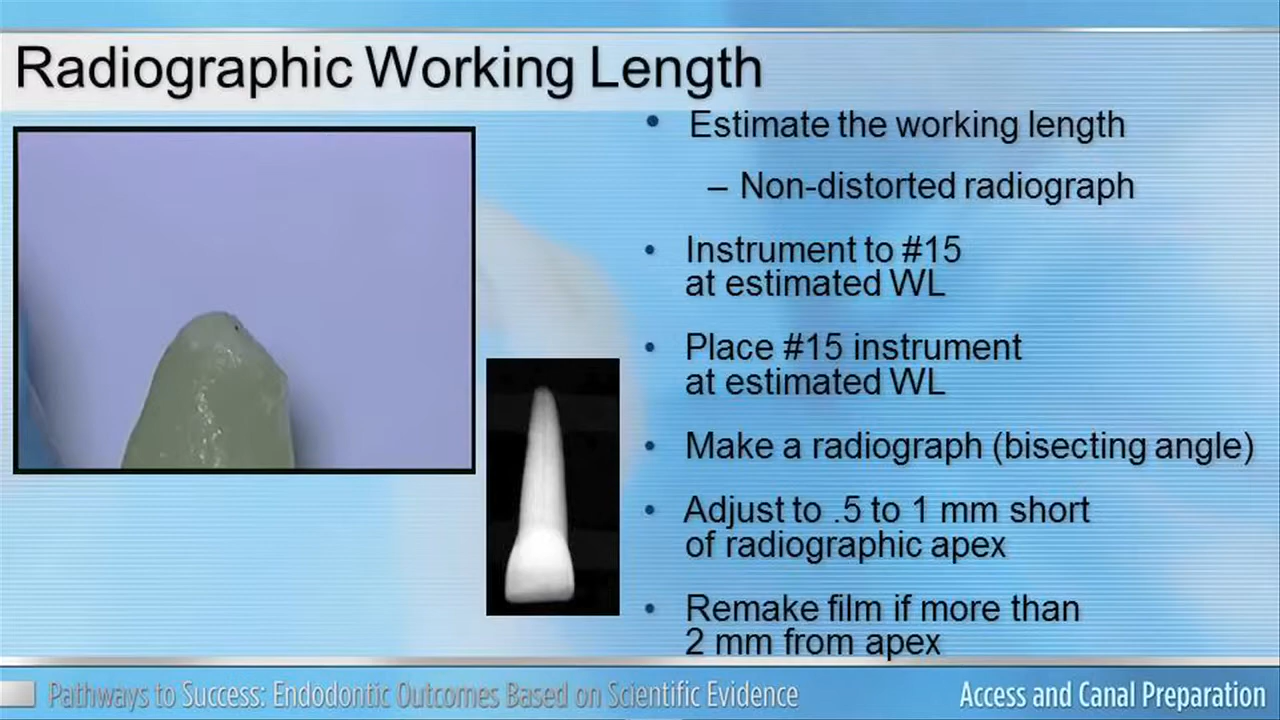 Radiographic Working Length
• Estimate the working length
– Non-distorted radiograph
• Instrument to #15
at estimated WL
• Place #15 instrument
at estimated WL
• Make a radiograph (bisecting angle)
• Adjust to .5 to 1 mm short
of radiographic apex
• Remake film if more than
2 mm from apex
Pathways to Success: Endodontic Outcomes Based on Scientific Evidence
Access and Canal Preparation